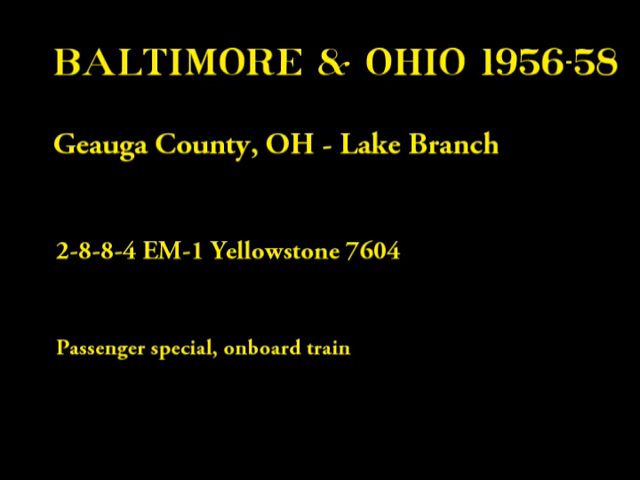 BALTIMORE & OHIO 1956-58
Geauga County, OH - Lake Branch
2-8-8-4 EM-1 Yellowstone 7604
Passenger special, onboard train